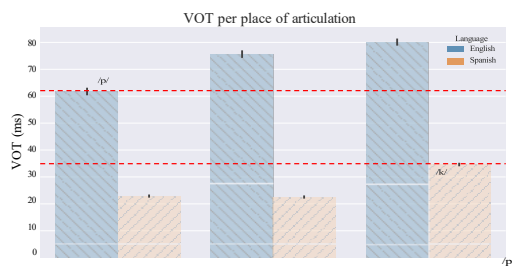 VOT per place of articulation
VOT (ms)
80
70
60
50
40
30
20
10
0
/p/
/k/
Language
English
Spanish
/p